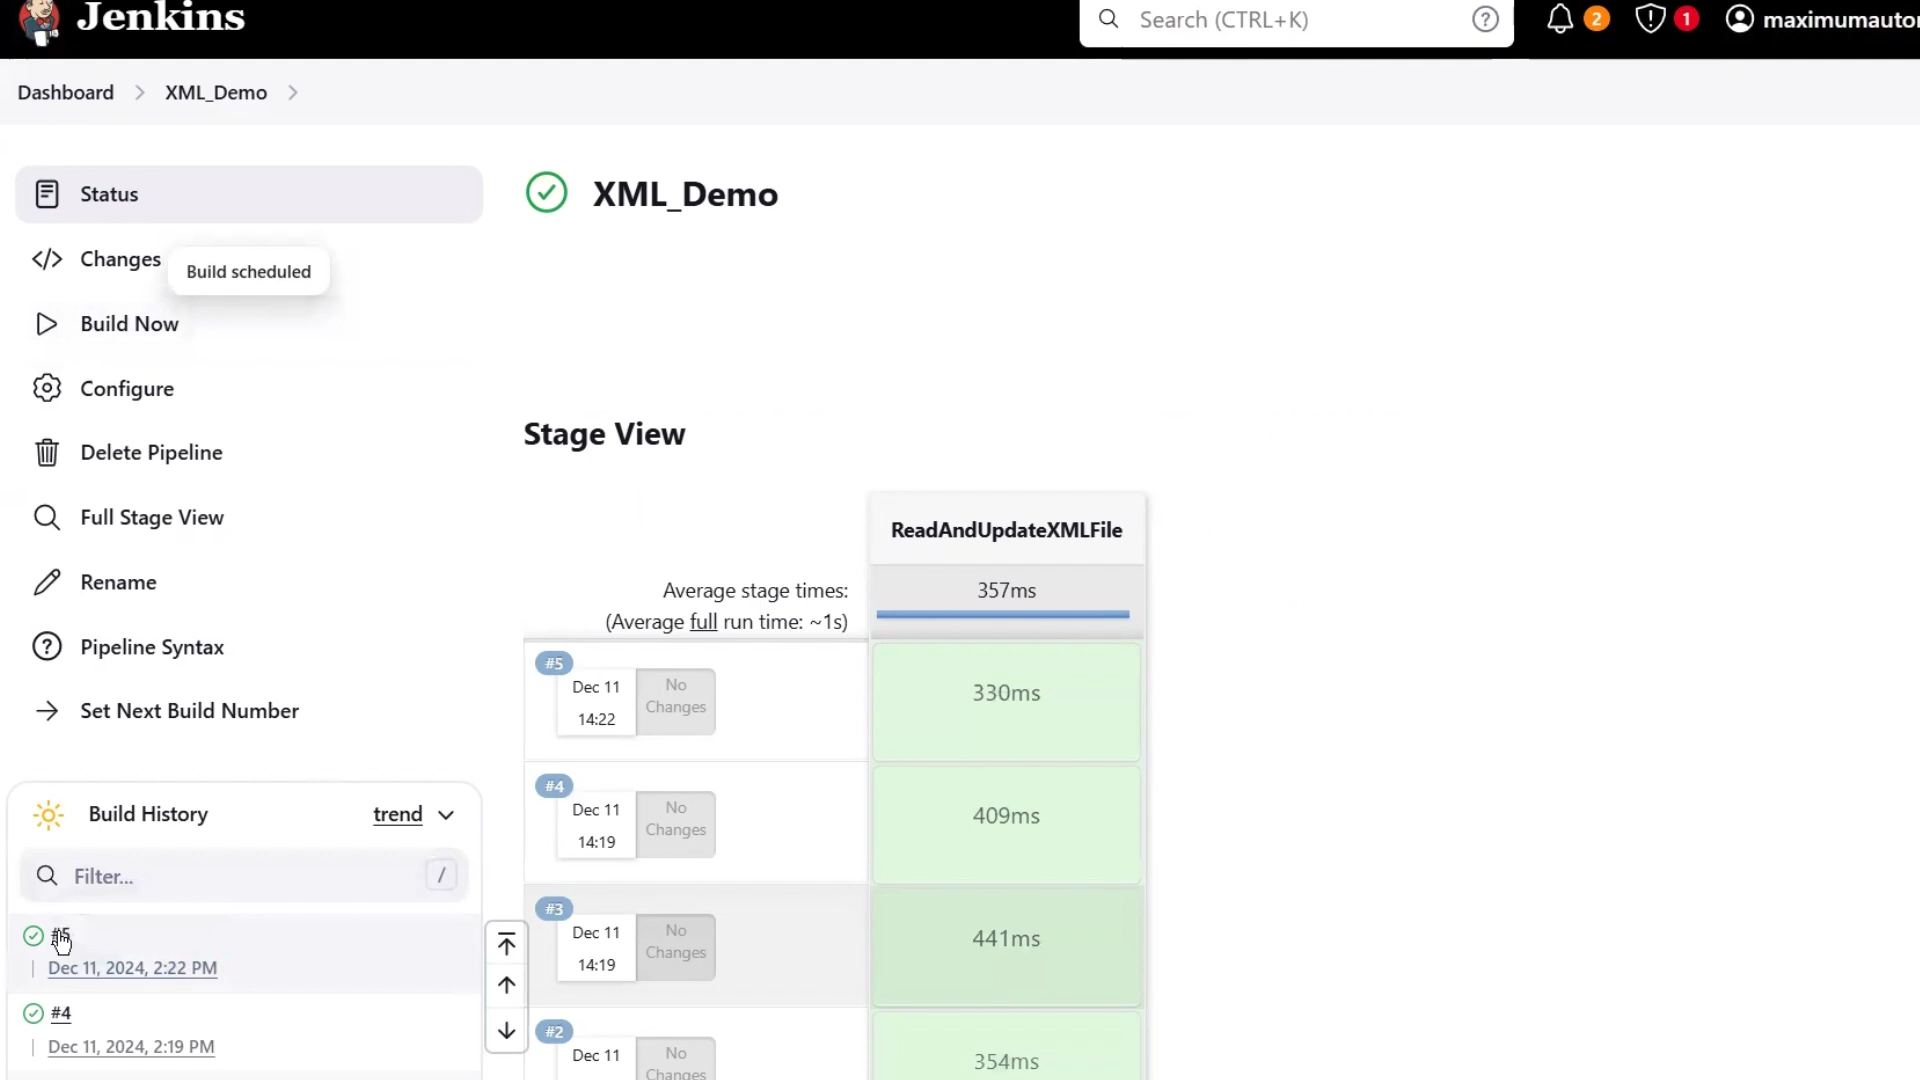 Jenkins
Search (CTRL+K)
2
1
maximumautom
Dashboard
XML_Demo
Status
Changes
Build scheduled
Build Now
Configure
Delete Pipeline
Full Stage View
Rename
Pipeline Syntax
Set Next Build Number
Build History
trend
Filter...
/
#5
Dec 11, 2024, 2:22 PM
#4
Dec 11, 2024, 2:19 PM
XML_Demo
Stage View
ReadAndUpdateXMLFile
Average stage times:
357ms
(Average full run time: ~1s)
#5
Dec 11
14:22
No
Changes
330ms
#4
Dec 11
14:19
No
Changes
409ms
#3
Dec 11
14:19
No
Changes
441ms
#2
Dec 11
No
Changes
354ms